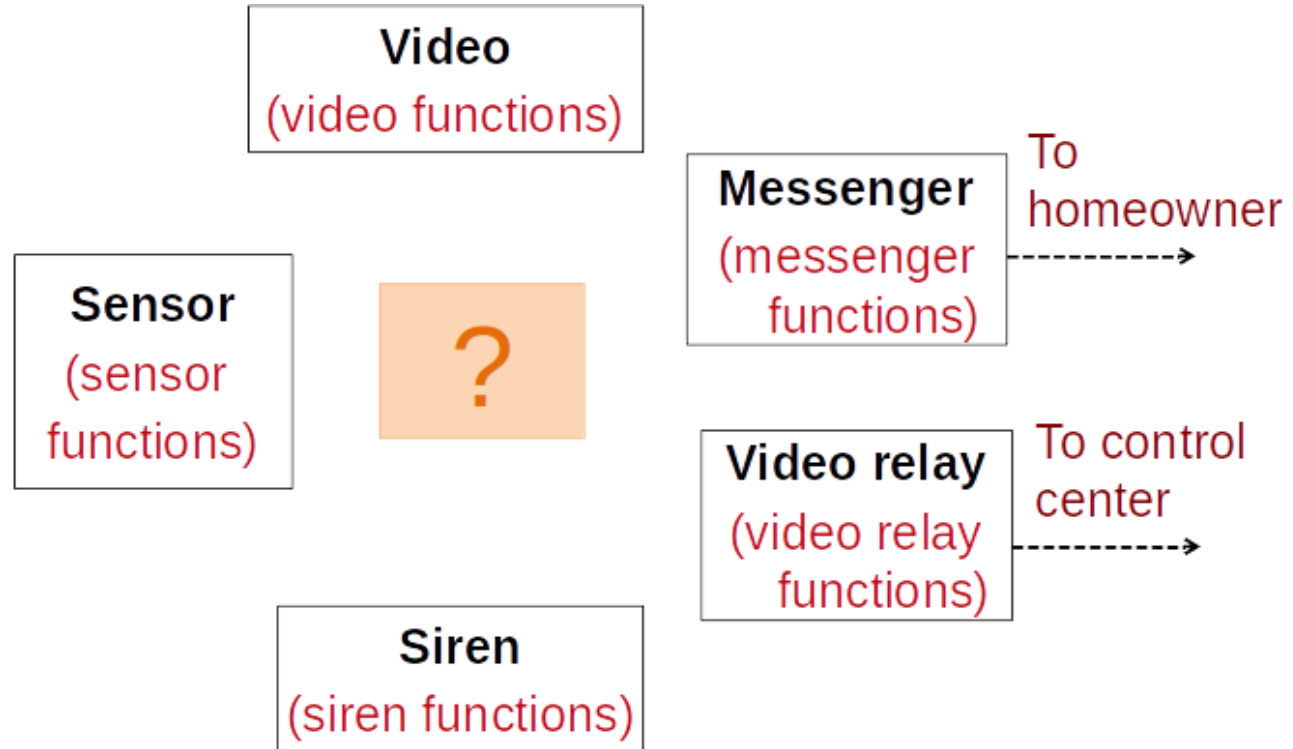 Video
(video functions)
Messenger
(messenger
functions)
To
homeowner
Sensor
(sensor
functions)
?
Video relay
(video relay
functions)
To control
center
Siren
(siren functions)